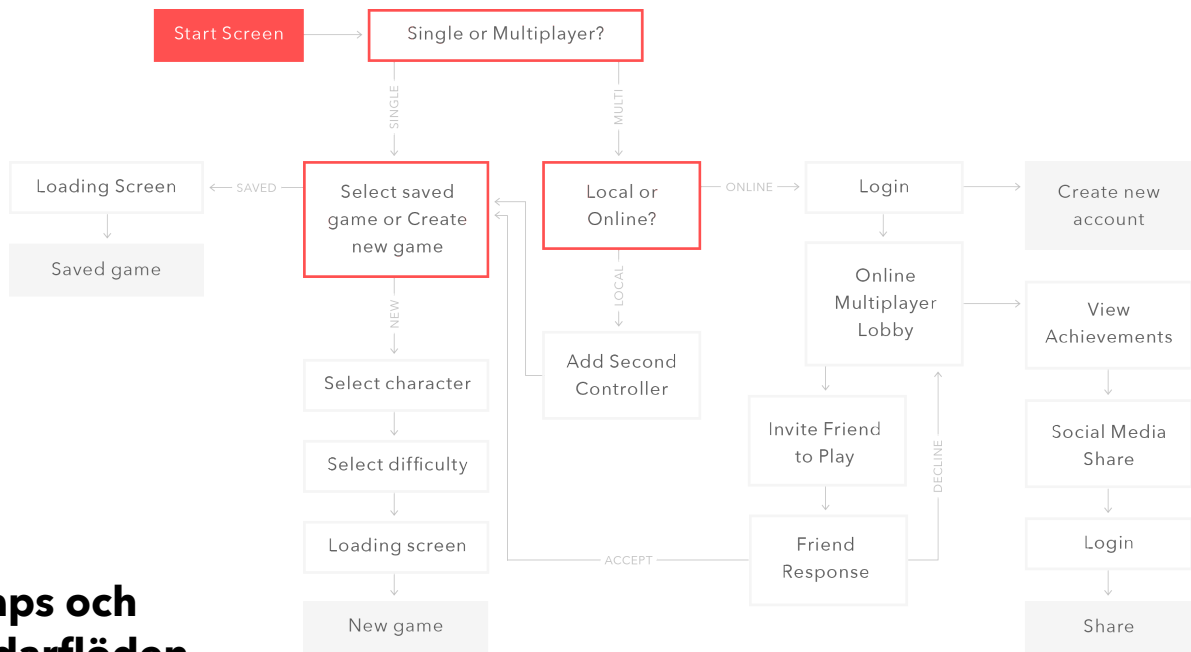 Start Screen
Single or Multiplayer?
SINGLE
MULTI
Loading Screen
SAVED
Select saved
game or Create
new game
Local or
Online?
ONLINE
Login
Create new
account
Saved game
NEW
LOCAL
Online
Multiplayer
Lobby
View
Achievements
Select character
Add Second
Controller
Invite Friend
to Play
DECLINE
Social Media
Share
Select difficulty
Loading screen
ACCEPT
Friend
Response
Login
New game
Share
och